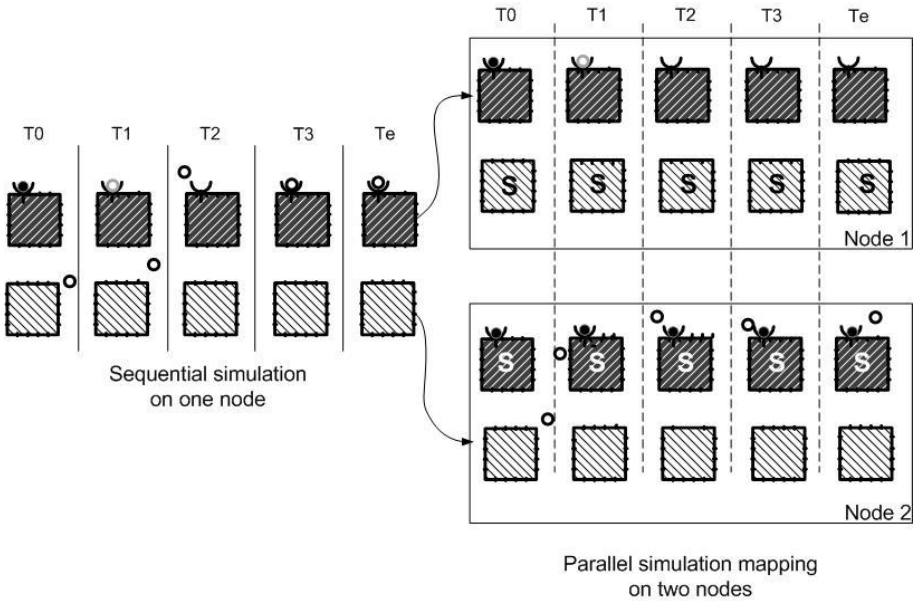 T0 T1 T2 T3 Te
Sequential simulation
on one node
T0 T1 T2 T3 Te
S S S S S
Node 1
S S S S S
Node 2
Parallel simulation mapping
on two nodes